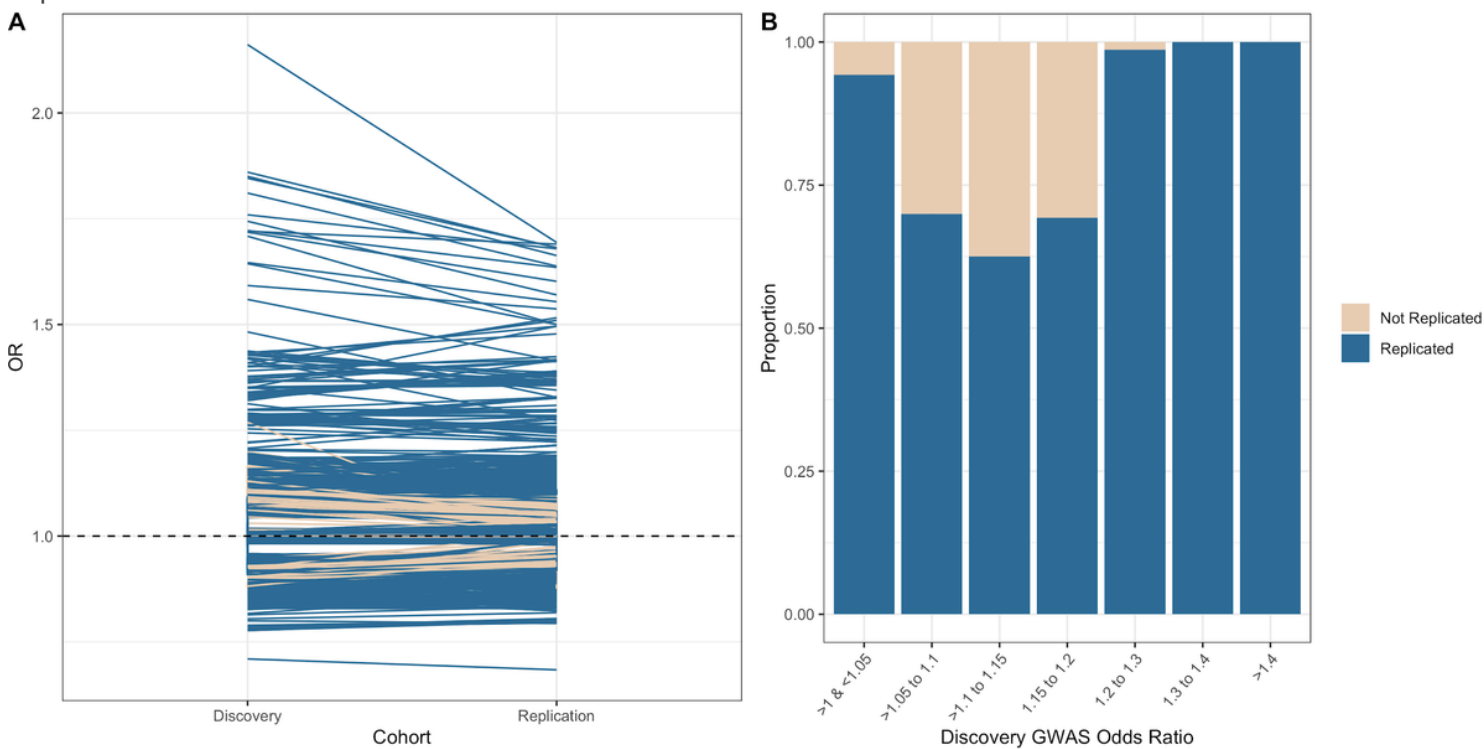 A
OR
2.0
1.5
1.0
Discovery
Replication
Cohort
B
Proportion
1.00
0.75
0.50
0.25
0.00
>1 & <1.05
>1.05 to 1.1
>1.1 to 1.15
1.15 to 1.2
1.2 to 1.3
1.3 to 1.4
>1.4
Discovery GWAS Odds Ratio
Not Replicated
Replicated